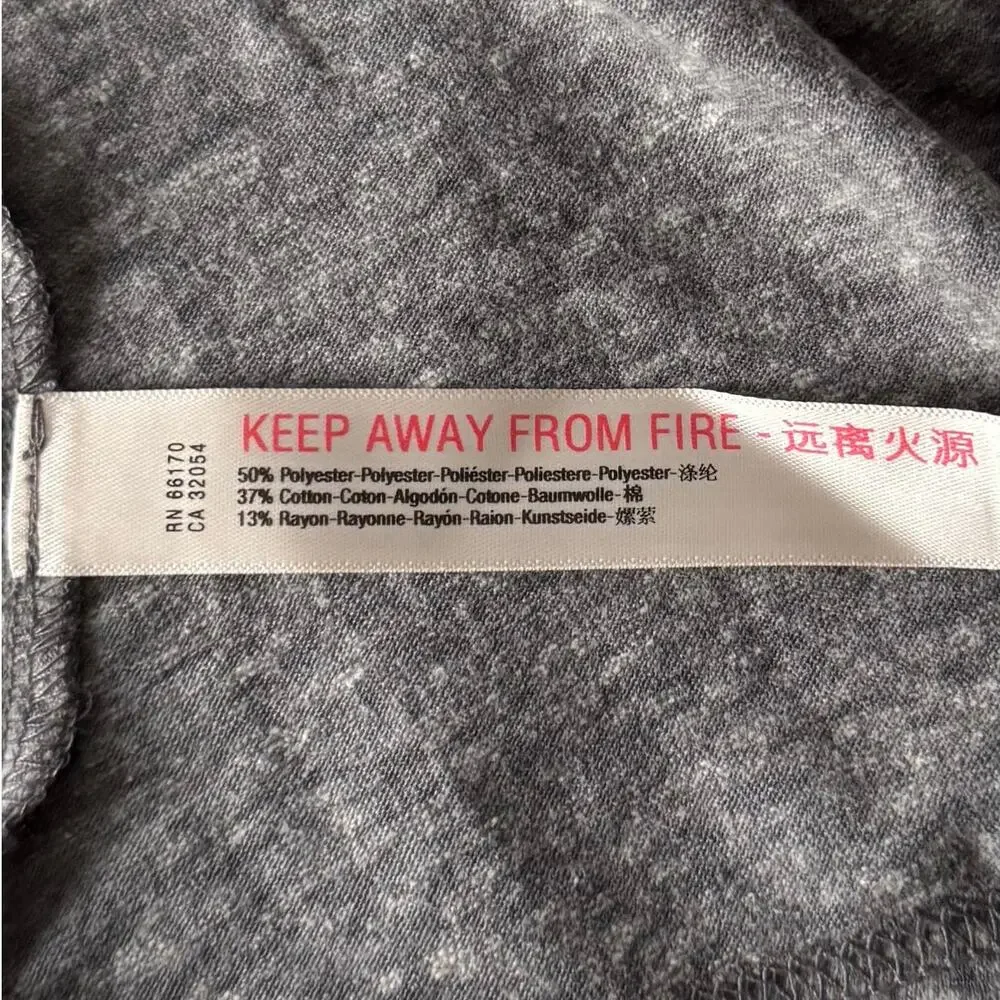 RN 66170
CA 32054
KEEP AWAY FROM FIRE - 远离火源
50% Polyester-Polyester-Poliéster-Poliestere-Polyester-涤纶
37% Cotton-Coton-Algodón-Cotone-Baumwolle-棉
13% Rayon-Rayonne-Rayón-Raion-Kunstseide-嫘萦